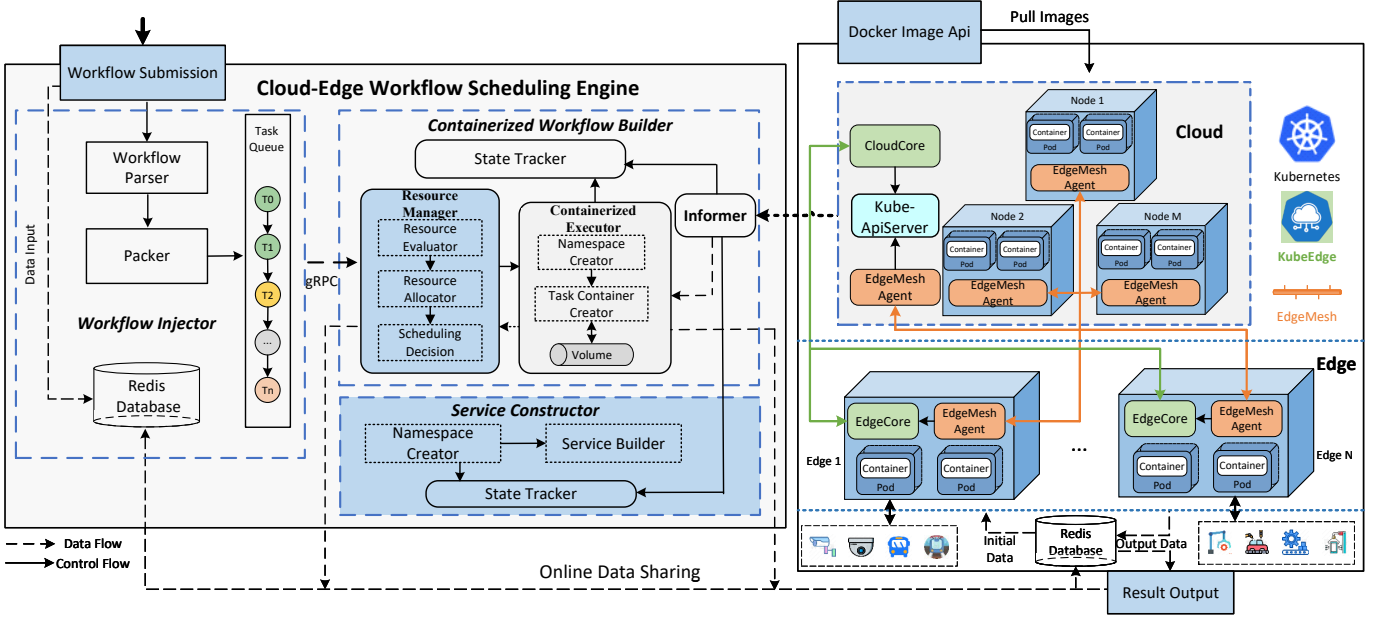 Workflow Submission
Cloud-Edge Workflow Scheduling Engine
Data Input
Workflow
Parser
Packer
Workflow Injector
Redis
Database
Task
Queue
T0
T1
T2
...
Tn
gRPC
Containerized Workflow Builder
State Tracker
Resource
Manager
Resource
Evaluator
Resource
Allocator
Scheduling
Decision
Containerized
Executor
Namespace
Creator
Task Container
Creator
Volume
Informer
Service Constructor
Namespace
Creator
Service Builder
State Tracker
Data Flow
Control Flow
Online Data Sharing
Docker Image Api
Pull Images
Cloud
CloudCore
Kube-
ApiServer
EdgeMesh
Agent
Node 1
Container
Pod
Container
Pod
EdgeMesh
Agent
Node 2
Container
Pod
Container
Pod
EdgeMesh
Agent
Node M
Container
Pod
Container
Pod
EdgeMesh
Agent
Kubernetes
KubeEdge
EdgeMesh
Edge
Edge 1
EdgeCore
EdgeMesh
Agent
Container
Pod
Container
Pod
...
EdgeCore
EdgeMesh
Agent
Container
Pod
Container
Pod
Edge N
Initial
Data
Redis
Database
Output Data
Result Output